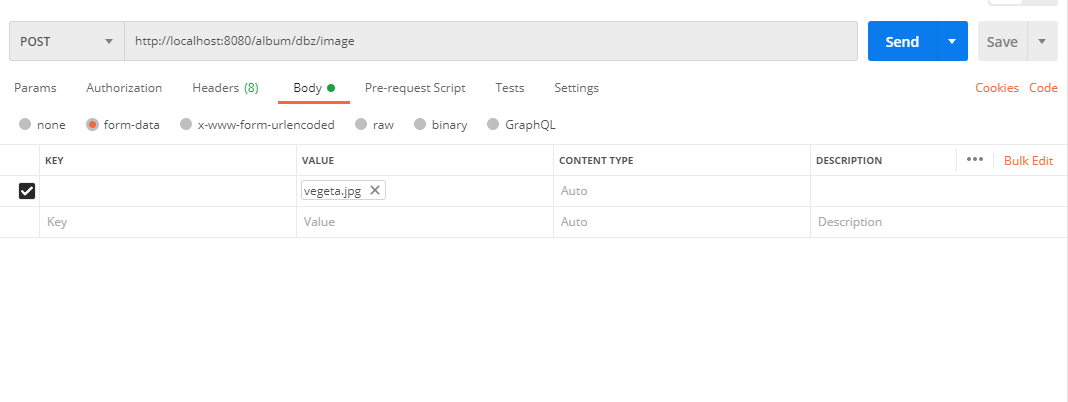 POST http://localhost:8080/album/dbz/image Send Save
Params Authorization Headers (8) Body Pre-request Script Tests Settings Cookies Code
none form-data x-www-form-urlencoded raw binary GraphQL
KEY VALUE CONTENT TYPE DESCRIPTION ••• Bulk Edit
vegeta.jpg Auto
Key Value Auto Description